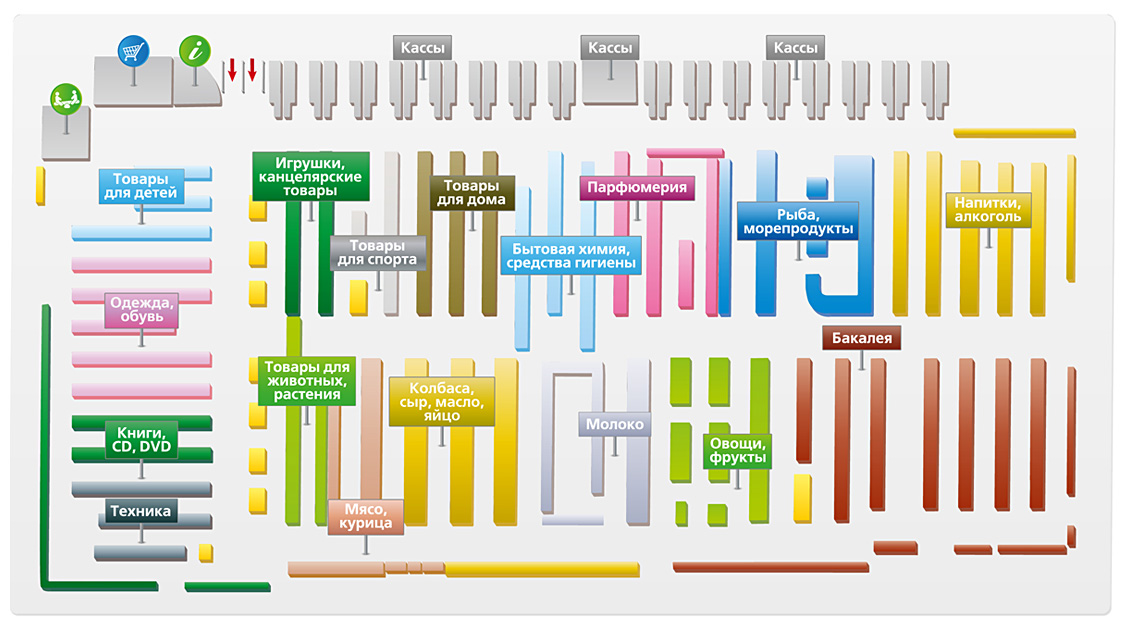 Кассы
Кассы
Кассы
Игрушки,
канцелярские
товары
Товары
для детей
Товары
для дома
Парфюмерия
Напитки,
алкоголь
Рыба,
морепродукты
Товары
для спорта
Бытовая химия,
средства гигиены
Одежда,
обувь
Бакалея
Товары для
животных,
растения
Колбаса,
сыр, масло,
яйцо
Молоко
Книги,
CD, DVD
Овощи,
фрукты
Техника
Мясо,
курица